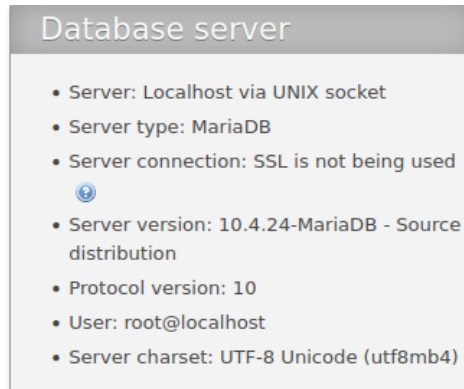 Database server
• Server: Localhost via UNIX socket
• Server type: MariaDB
• Server connection: SSL is not being used
• Server version: 10.4.24-MariaDB - Source
distribution
• Protocol version: 10
• User: root@localhost
• Server charset: UTF-8 Unicode (utf8mb4)